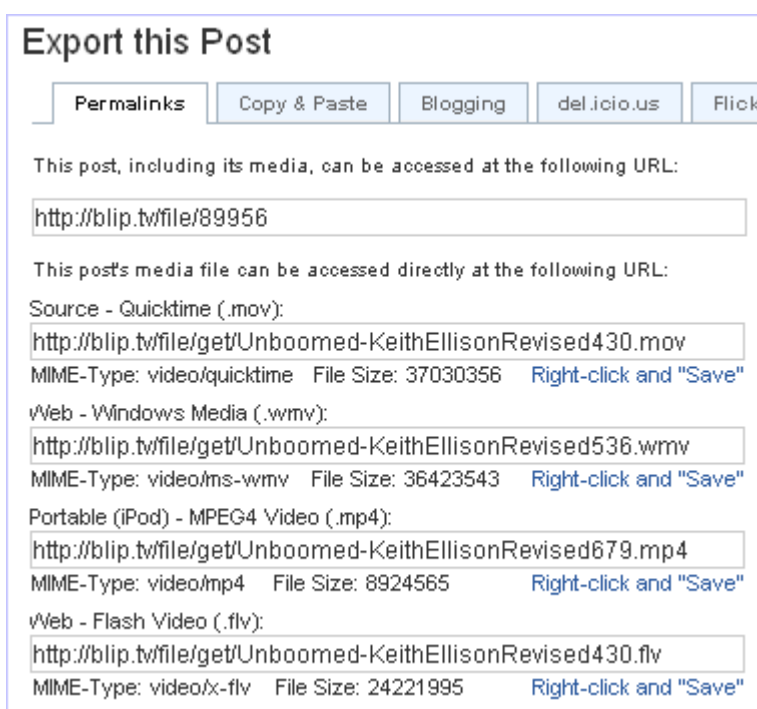 Export this Post
Permalinks Copy & Paste Blogging del.icio.us Flick
This post, including its media, can be accessed at the following URL:
http://blip.tv/file/89956
This post's media file can be accessed directly at the following URL:
Source - Quicktime (.mov):
http://blip.tv/file/get/Unboomed-KeithEllisonRevised430.mov
MIME-Type: video/quicktime File Size: 37030356 Right-click and "Save"
Web - Windows Media (.wmv):
http://blip.tv/file/get/Unboomed-KeithEllisonRevised536.wmv
MIME-Type: video/ms-wmv File Size: 36423543 Right-click and "Save"
Portable (iPod) - MPEG4 Video (.mp4):
http://blip.tv/file/get/Unboomed-KeithEllisonRevised679.mp4
MIME-Type: video/mp4 File Size: 8924565 Right-click and "Save"
Web - Flash Video (.flv):
http://blip.tv/file/get/Unboomed-KeithEllisonRevised430.flv
MIME-Type: video/x-flv File Size: 24221995 Right-click and "Save"